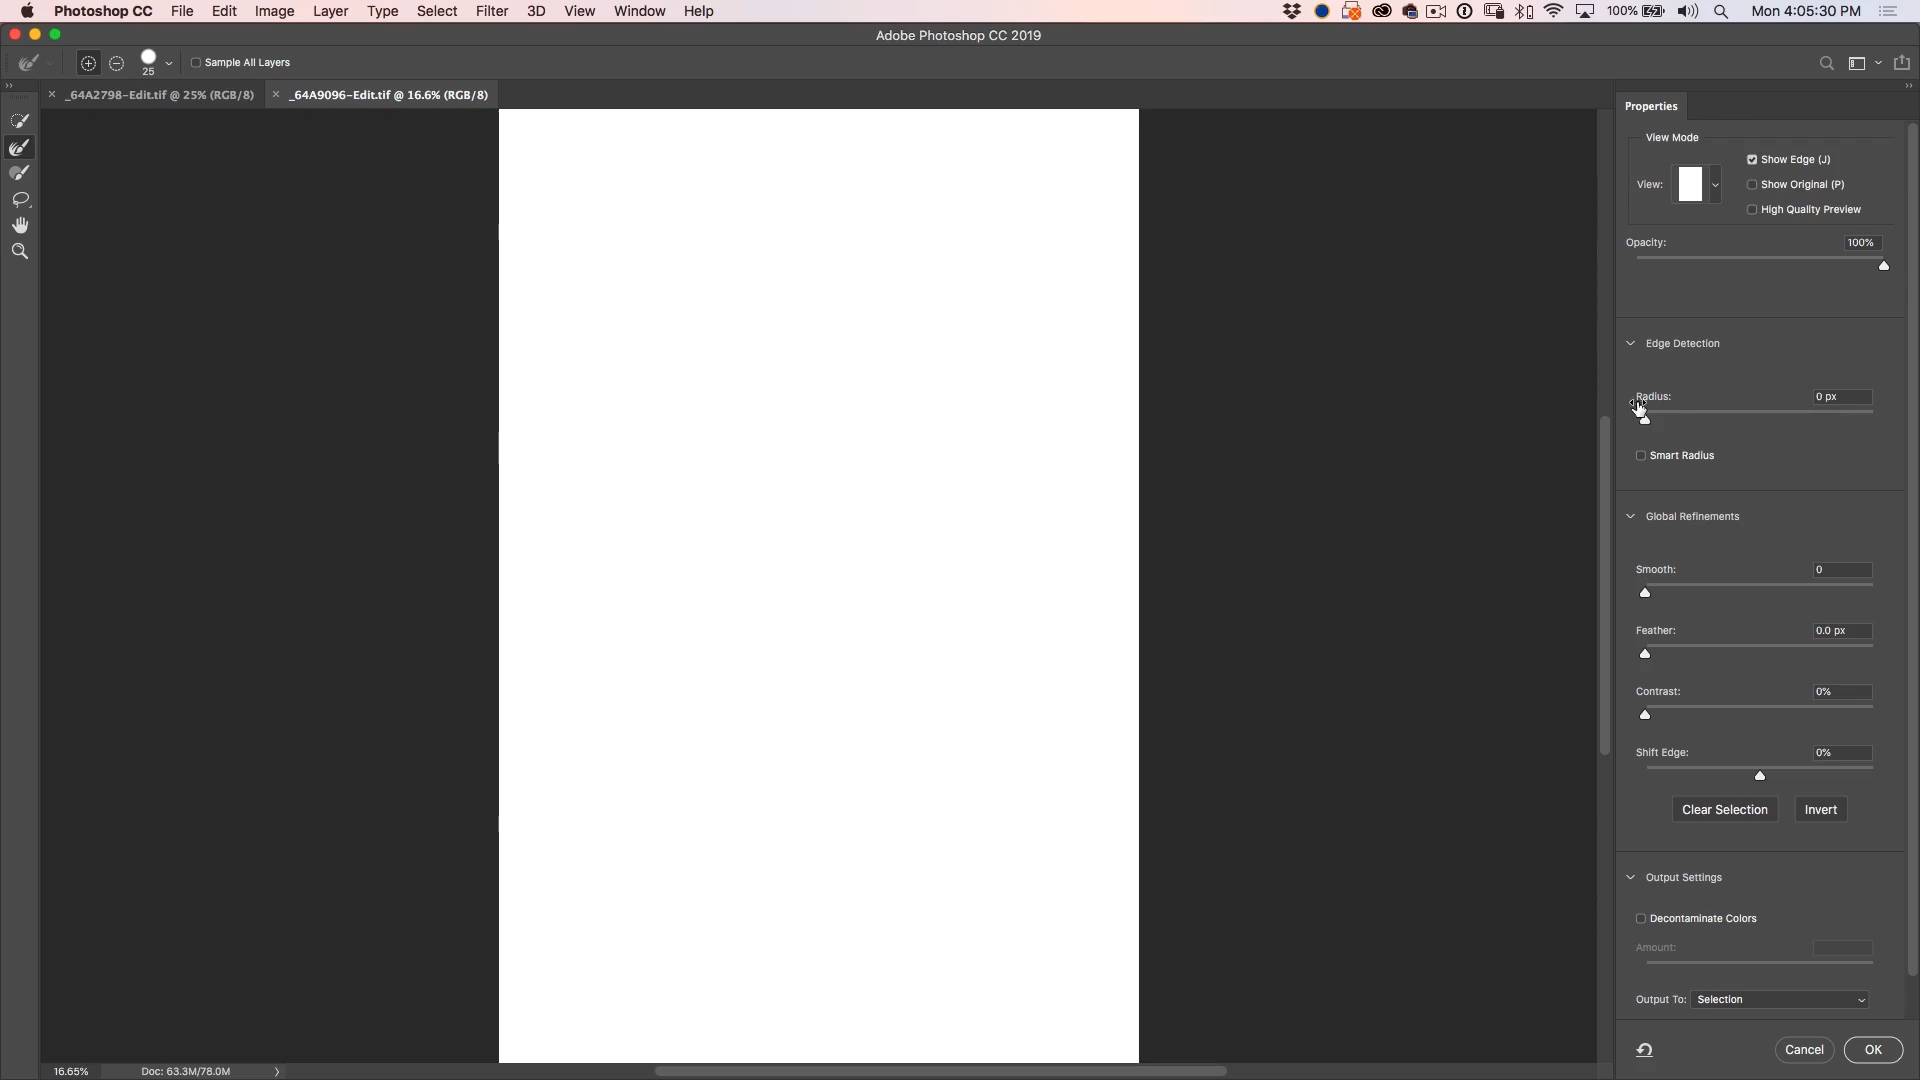 Photoshop CC File Edit Image Layer Type Select Filter 3D View Window Help 100% Mon 4:05:30 PM
Adobe Photoshop CC 2019
25 Sample All Layers
_64A2798-Edit.tif @ 25% (RGB/8) _64A9096-Edit.tif @ 16.6% (RGB/8)
Properties
View Mode
Show Edge (J)
View: Show Original (P)
High Quality Preview
Opacity: 100%
Edge Detection
Radius: 0 px
Smart Radius
Global Refinements
Smooth: 0
Feather: 0.0 px
Contrast: 0%
Shift Edge: 0%
Clear Selection Invert
Output Settings
Decontaminate Colors
Amount:
Output To: Selection
Cancel OK
16.65% Doc: 63.3M/78.0M